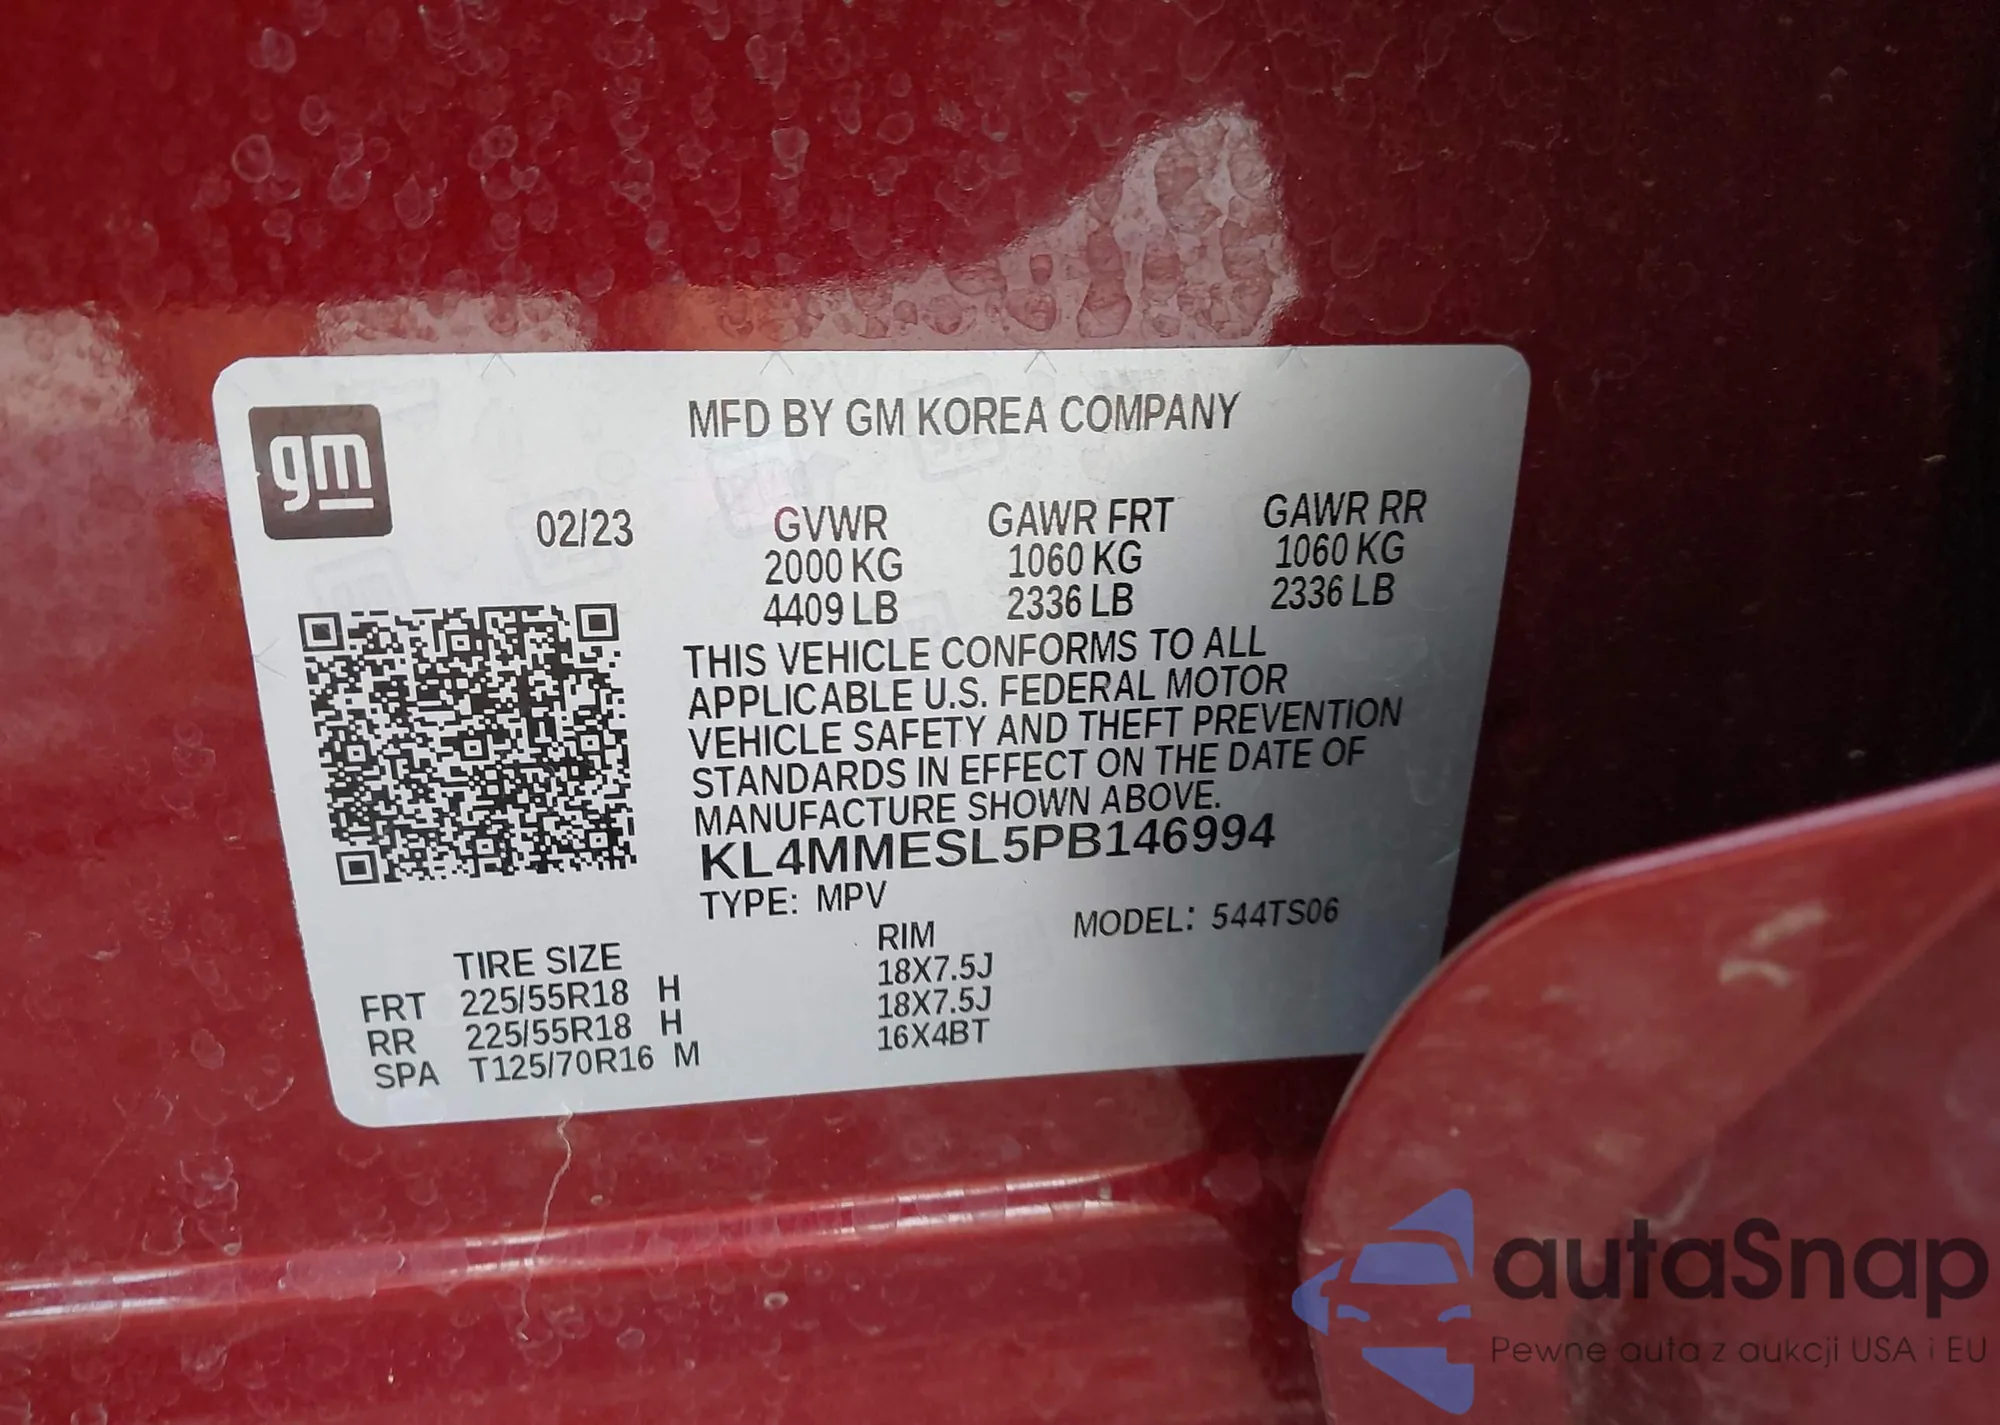 gm
MFD BY GM KOREA COMPANY
02/23 GVWR GAWR FRT GAWR RR
2000 KG 1060 KG 1060 KG
4409 LB 2336 LB 2336 LB
THIS VEHICLE CONFORMS TO ALL
APPLICABLE U.S. FEDERAL MOTOR
VEHICLE SAFETY AND THEFT PREVENTION
STANDARDS IN EFFECT ON THE DATE OF
MANUFACTURE SHOWN ABOVE.
KL4MMESL5PB146994
TYPE: MPV MODEL: 544TS06
TIRE SIZE RIM
FRT 225/55R18 H 18X7.5J
RR 225/55R18 H 18X7.5J
SPA T125/70R16 M 16X4BT
autaSnap
Pewne auta z aukcji USA i EU